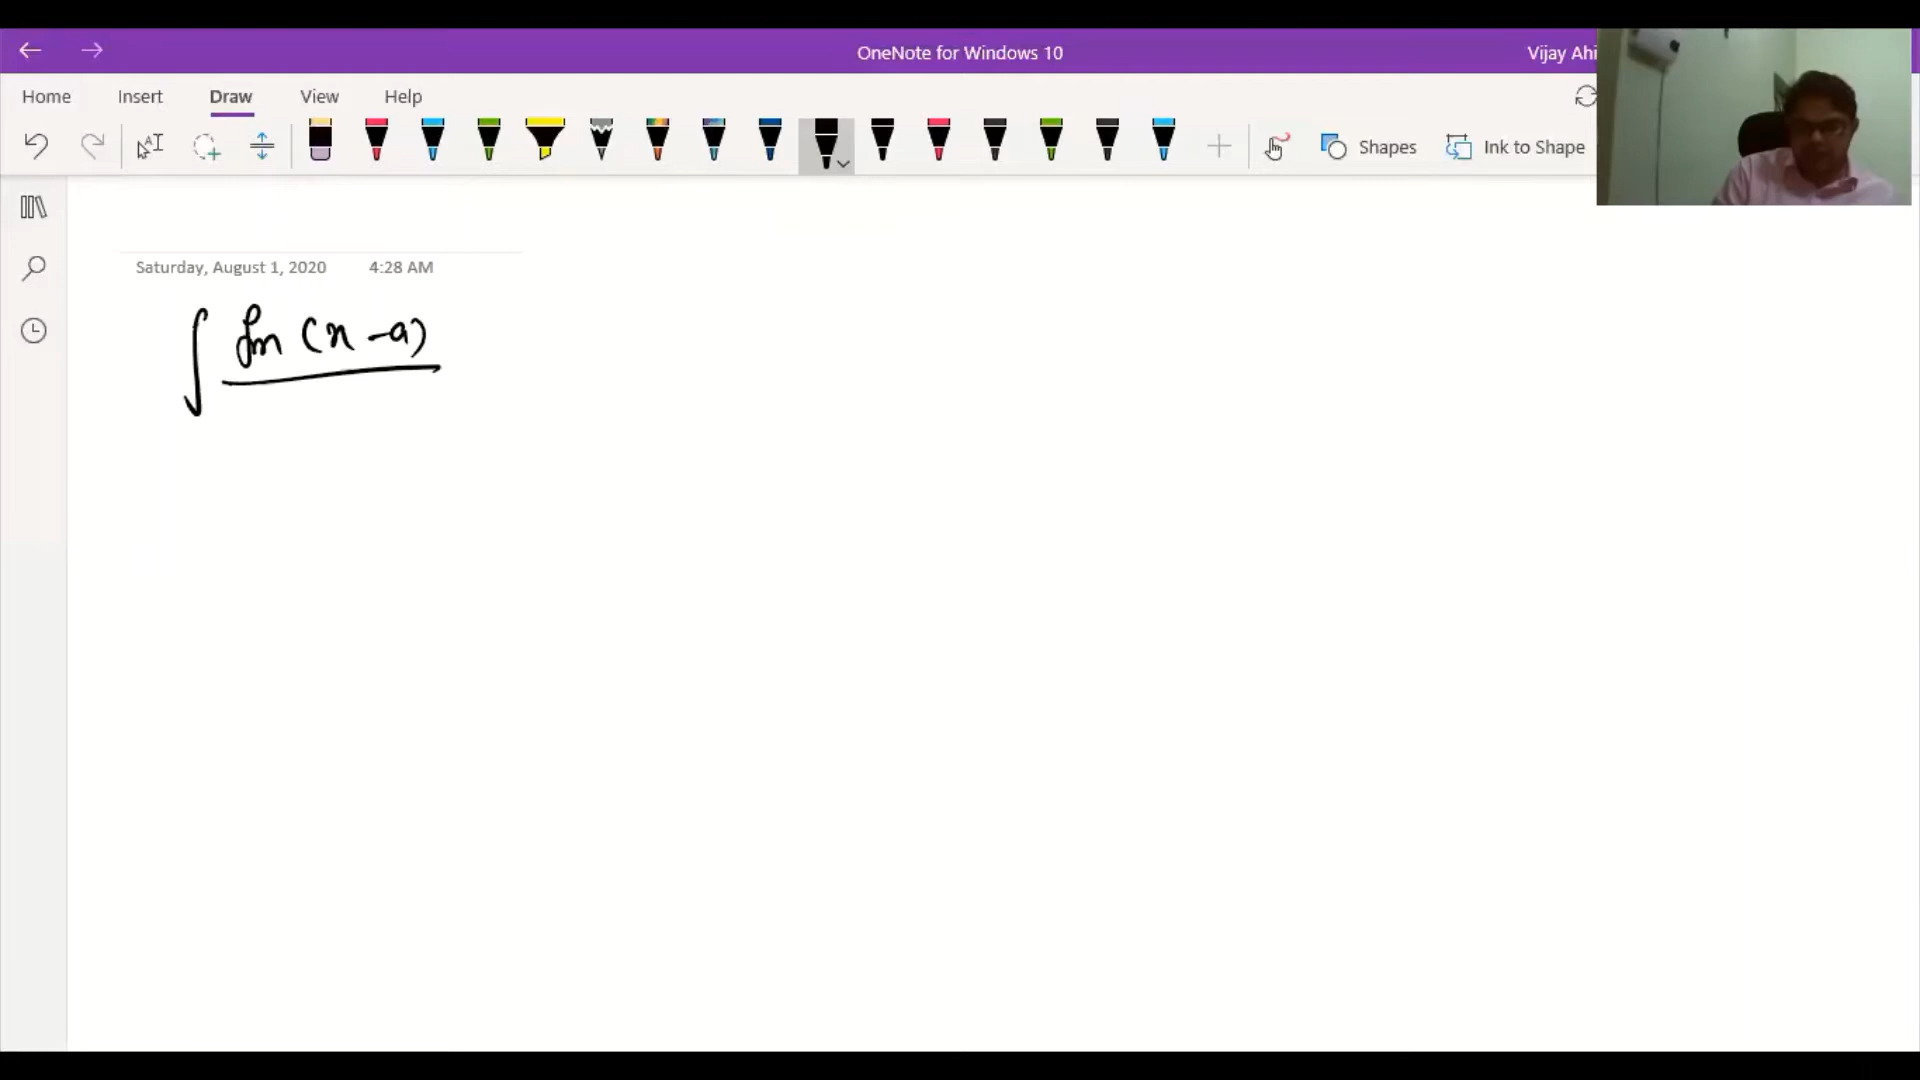 OneNote for Windows 10
Vijay Ahi
Home Insert Draw View Help
Shapes Ink to Shape
Saturday, August 1, 2020 4:28 AM
∫ sin (x - a)